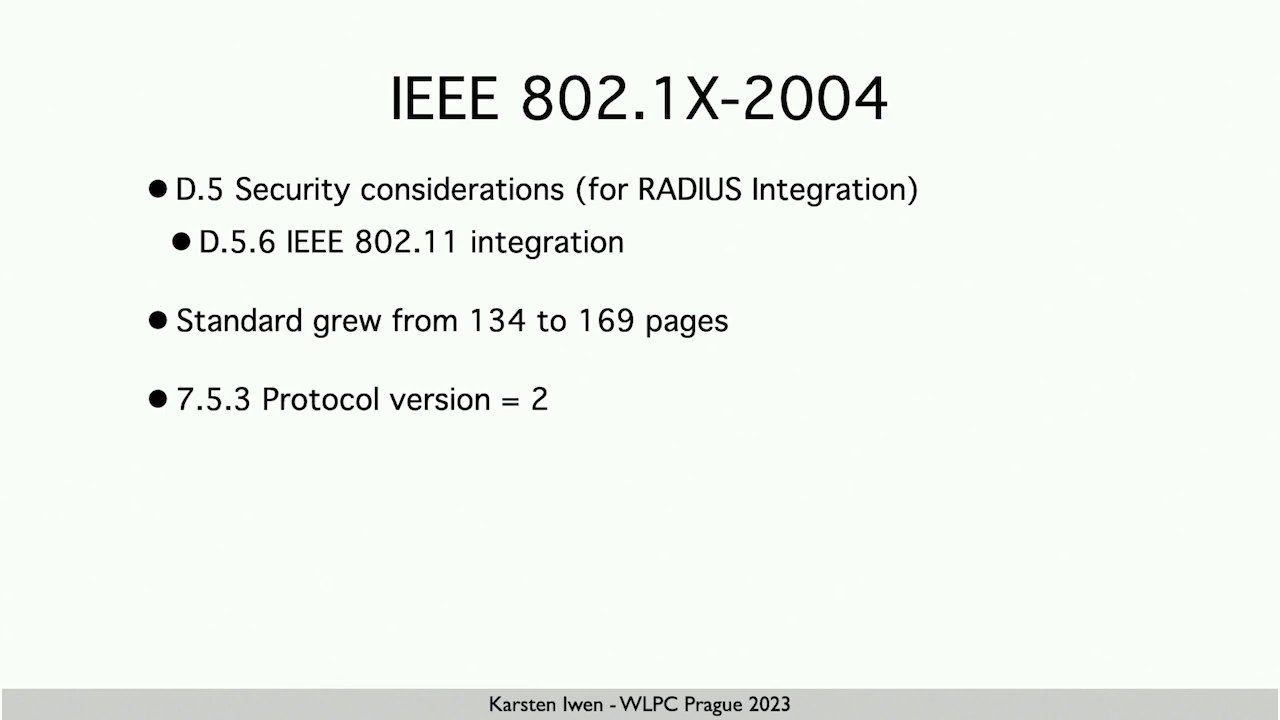 IEEE 802.1X-2004
● D.5 Security considerations (for RADIUS Integration)
● D.5.6 IEEE 802.11 integration
● Standard grew from 134 to 169 pages
● 7.5.3 Protocol version = 2
Karsten Iwen - WLPC Prague 2023